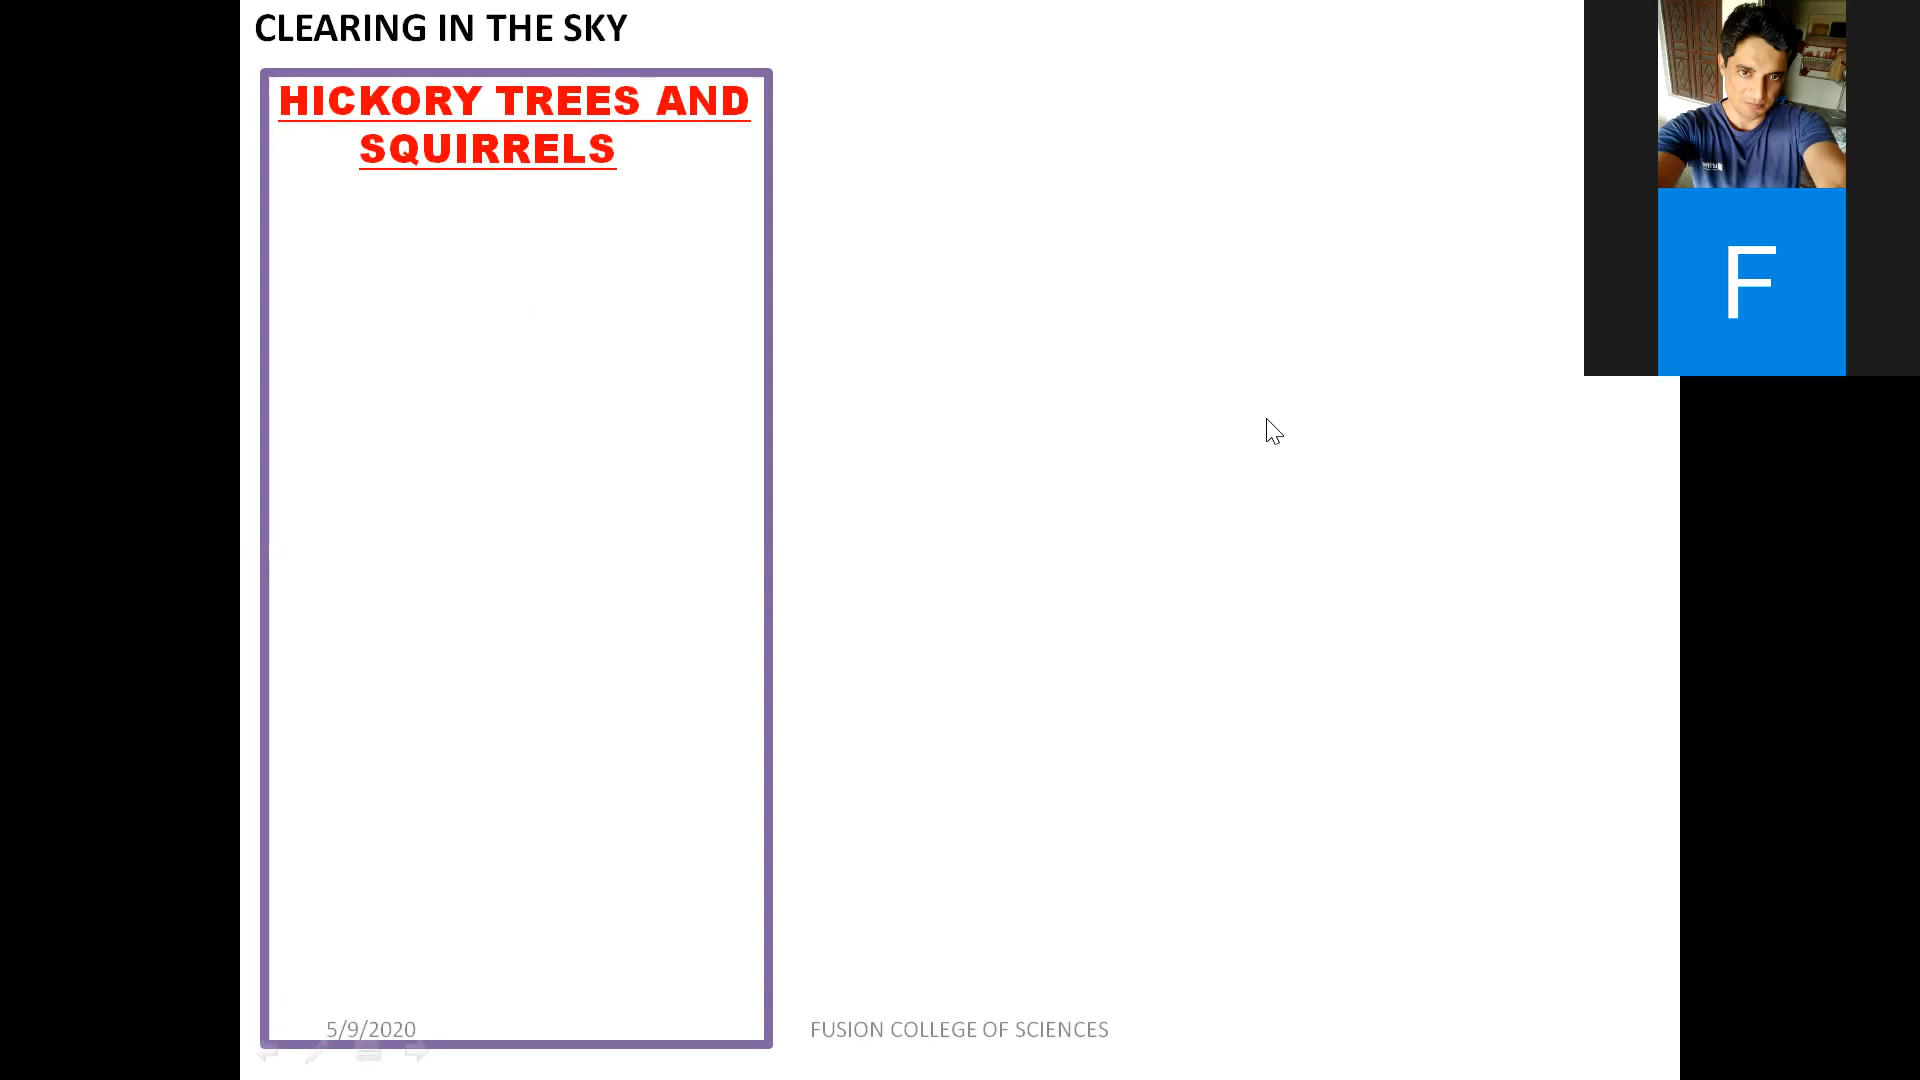 CLEARING IN THE SKY
HICKORY TREES AND
SQUIRRELS
F
5/9/2020
FUSION COLLEGE OF SCIENCES